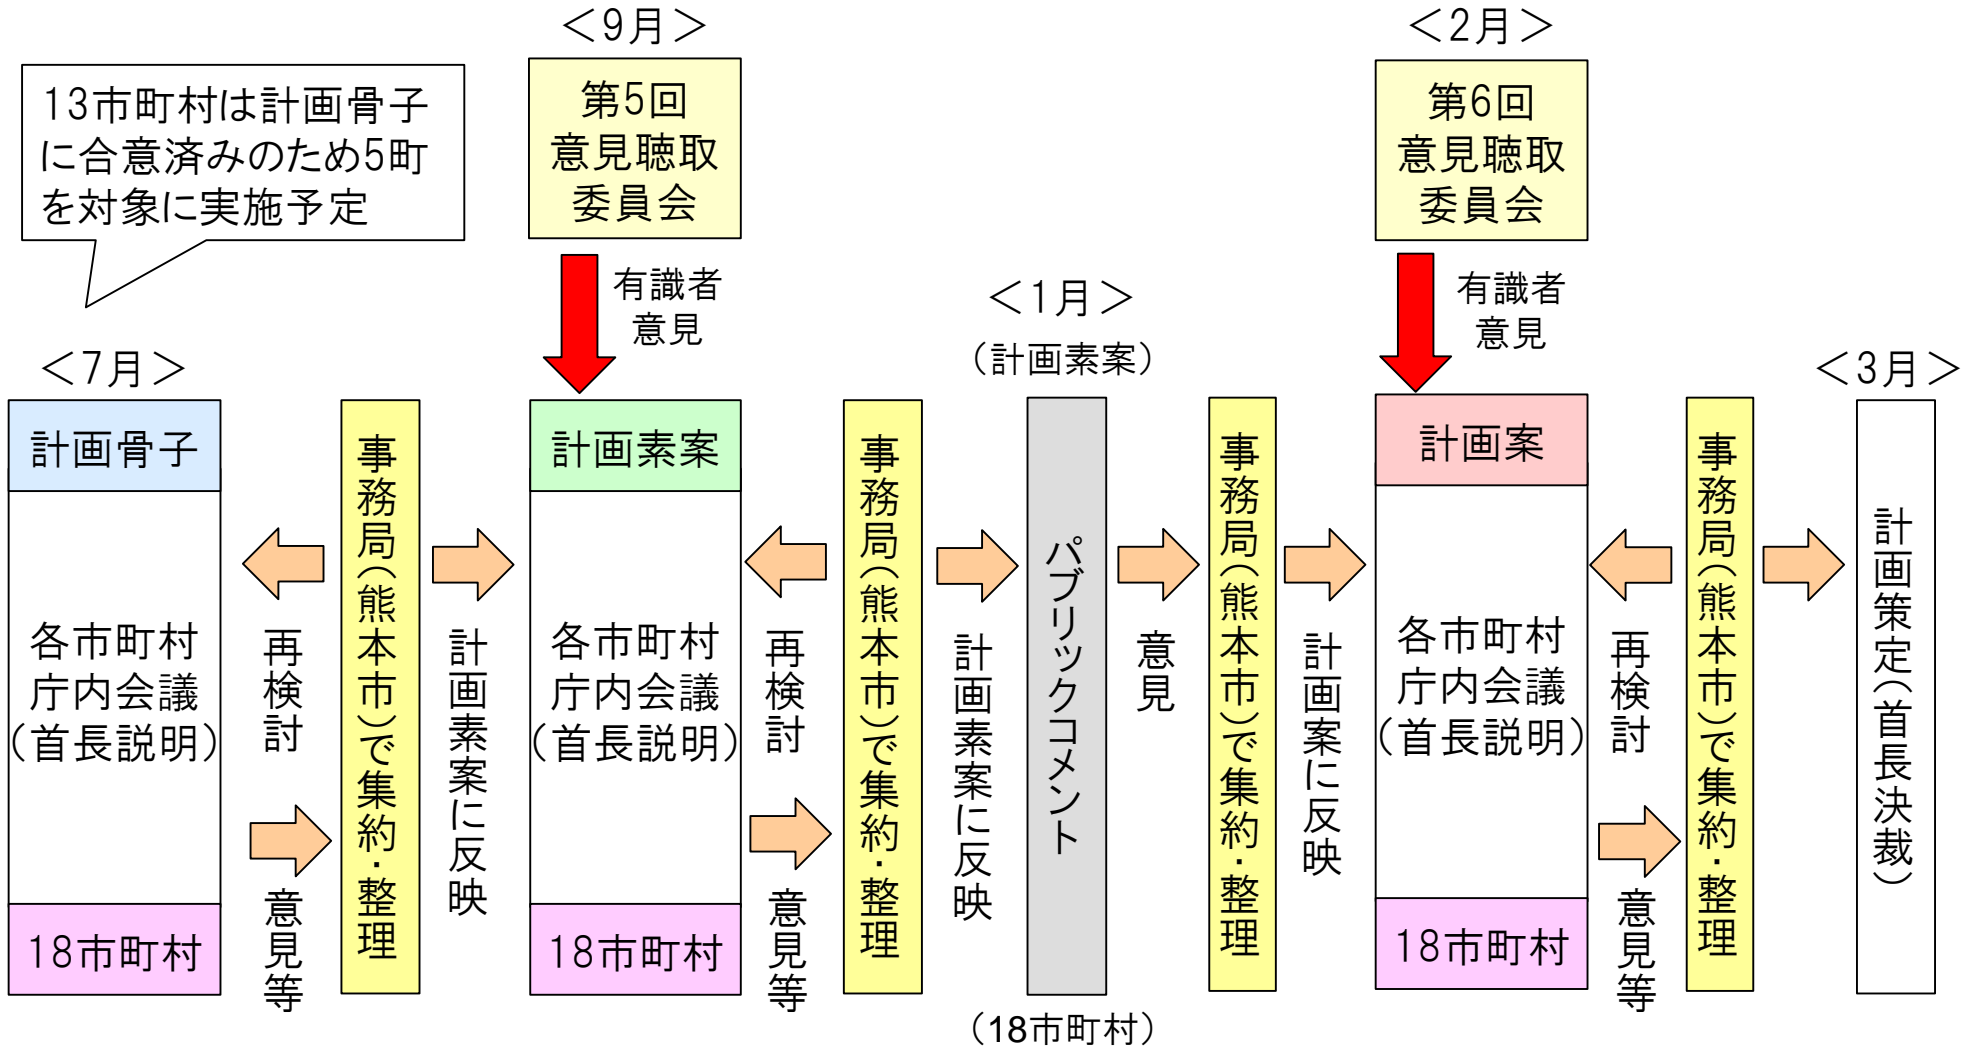 13市町村は計画骨子
に合意済みのため5町
を対象に実施予定
＜7月＞
計画骨子
各市町村
庁内会議
（首長説明）
18市町村
再検討
意見等
事務局（熊本市）で集約・整理
計画素案に反映
＜9月＞
第5回
意見聴取
委員会
有識者
意見
計画素案
各市町村
庁内会議
（首長説明）
18市町村
再検討
意見等
事務局（熊本市）で集約・整理
計画素案に反映
＜1月＞
（計画素案）
パブリックコメント
（18市町村）
意見
事務局（熊本市）で集約・整理
計画案に反映
＜2月＞
第6回
意見聴取
委員会
有識者
意見
計画案
各市町村
庁内会議
（首長説明）
18市町村
再検討
意見等
事務局（熊本市）で集約・整理
＜3月＞
計画策定（首長決裁）